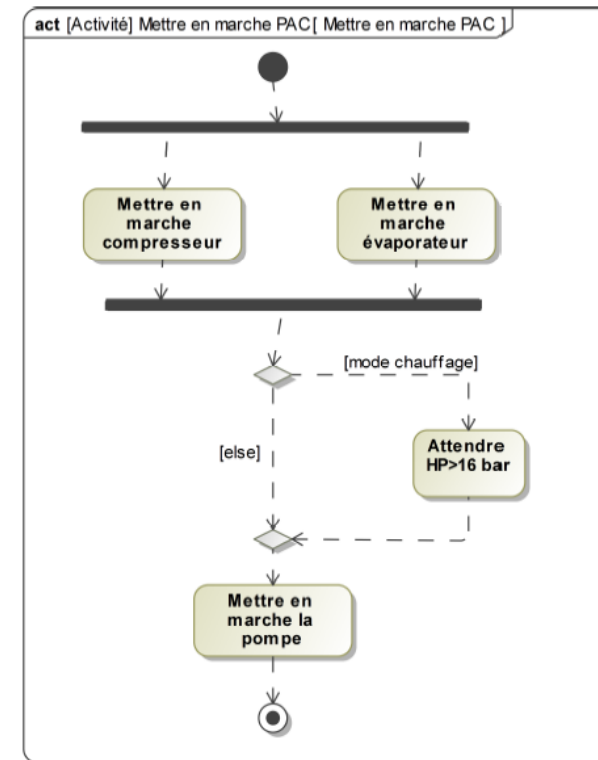 act [Activité] Mettre en marche PAC[ Mettre en marche PAC ]
Mettre en
marche
compresseur
Mettre en
marche
évaporateur
[mode chauffage]
[else]
Attendre
HP>16 bar
Mettre en
marche la
pompe